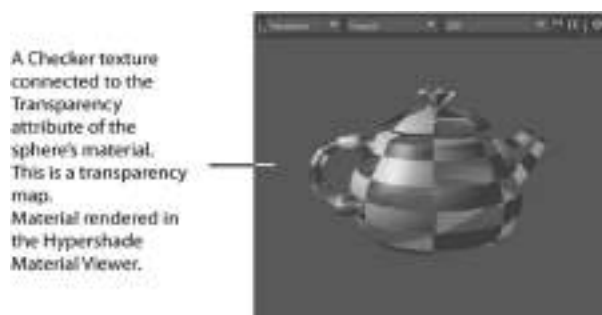 A Checker texture
connected to the
Transparency
attribute of the
sphere's material.
This is a transparency
map.
Material rendered in
the Hypershade
Material Viewer.